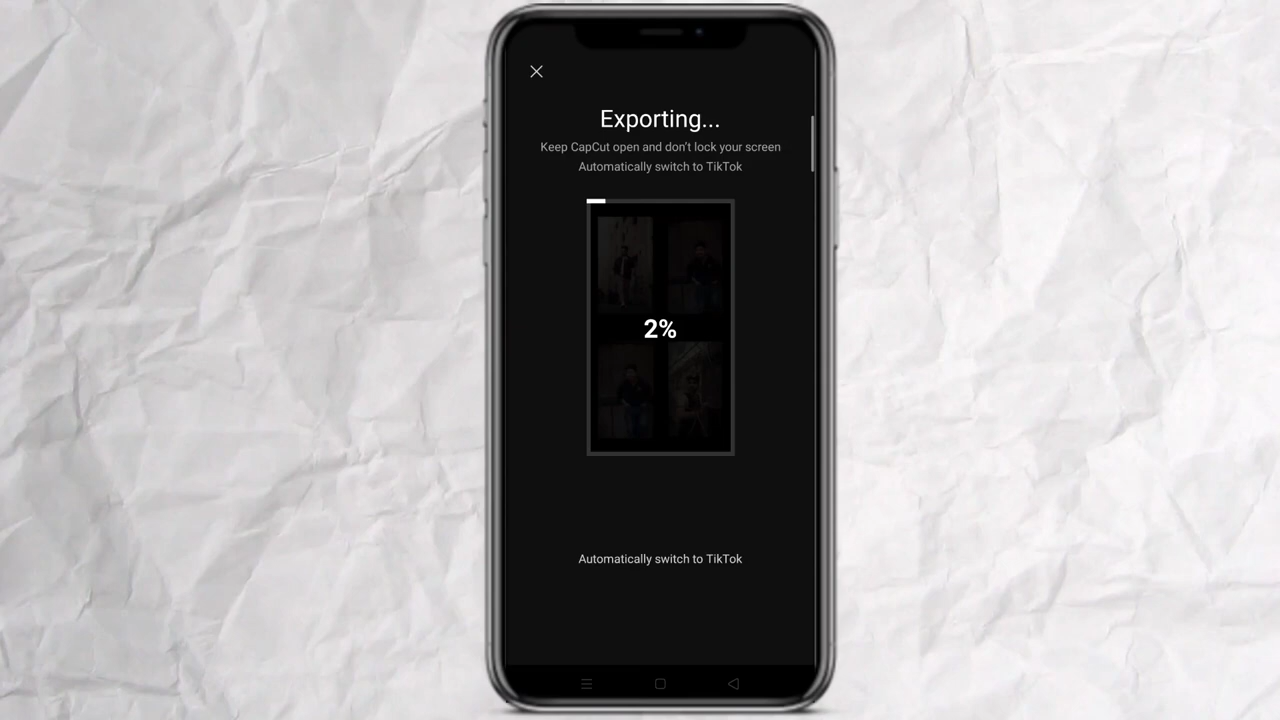 Exporting...
Keep CapCut open and don't lock your screen
Automatically switch to TikTok
2%
Automatically switch to TikTok